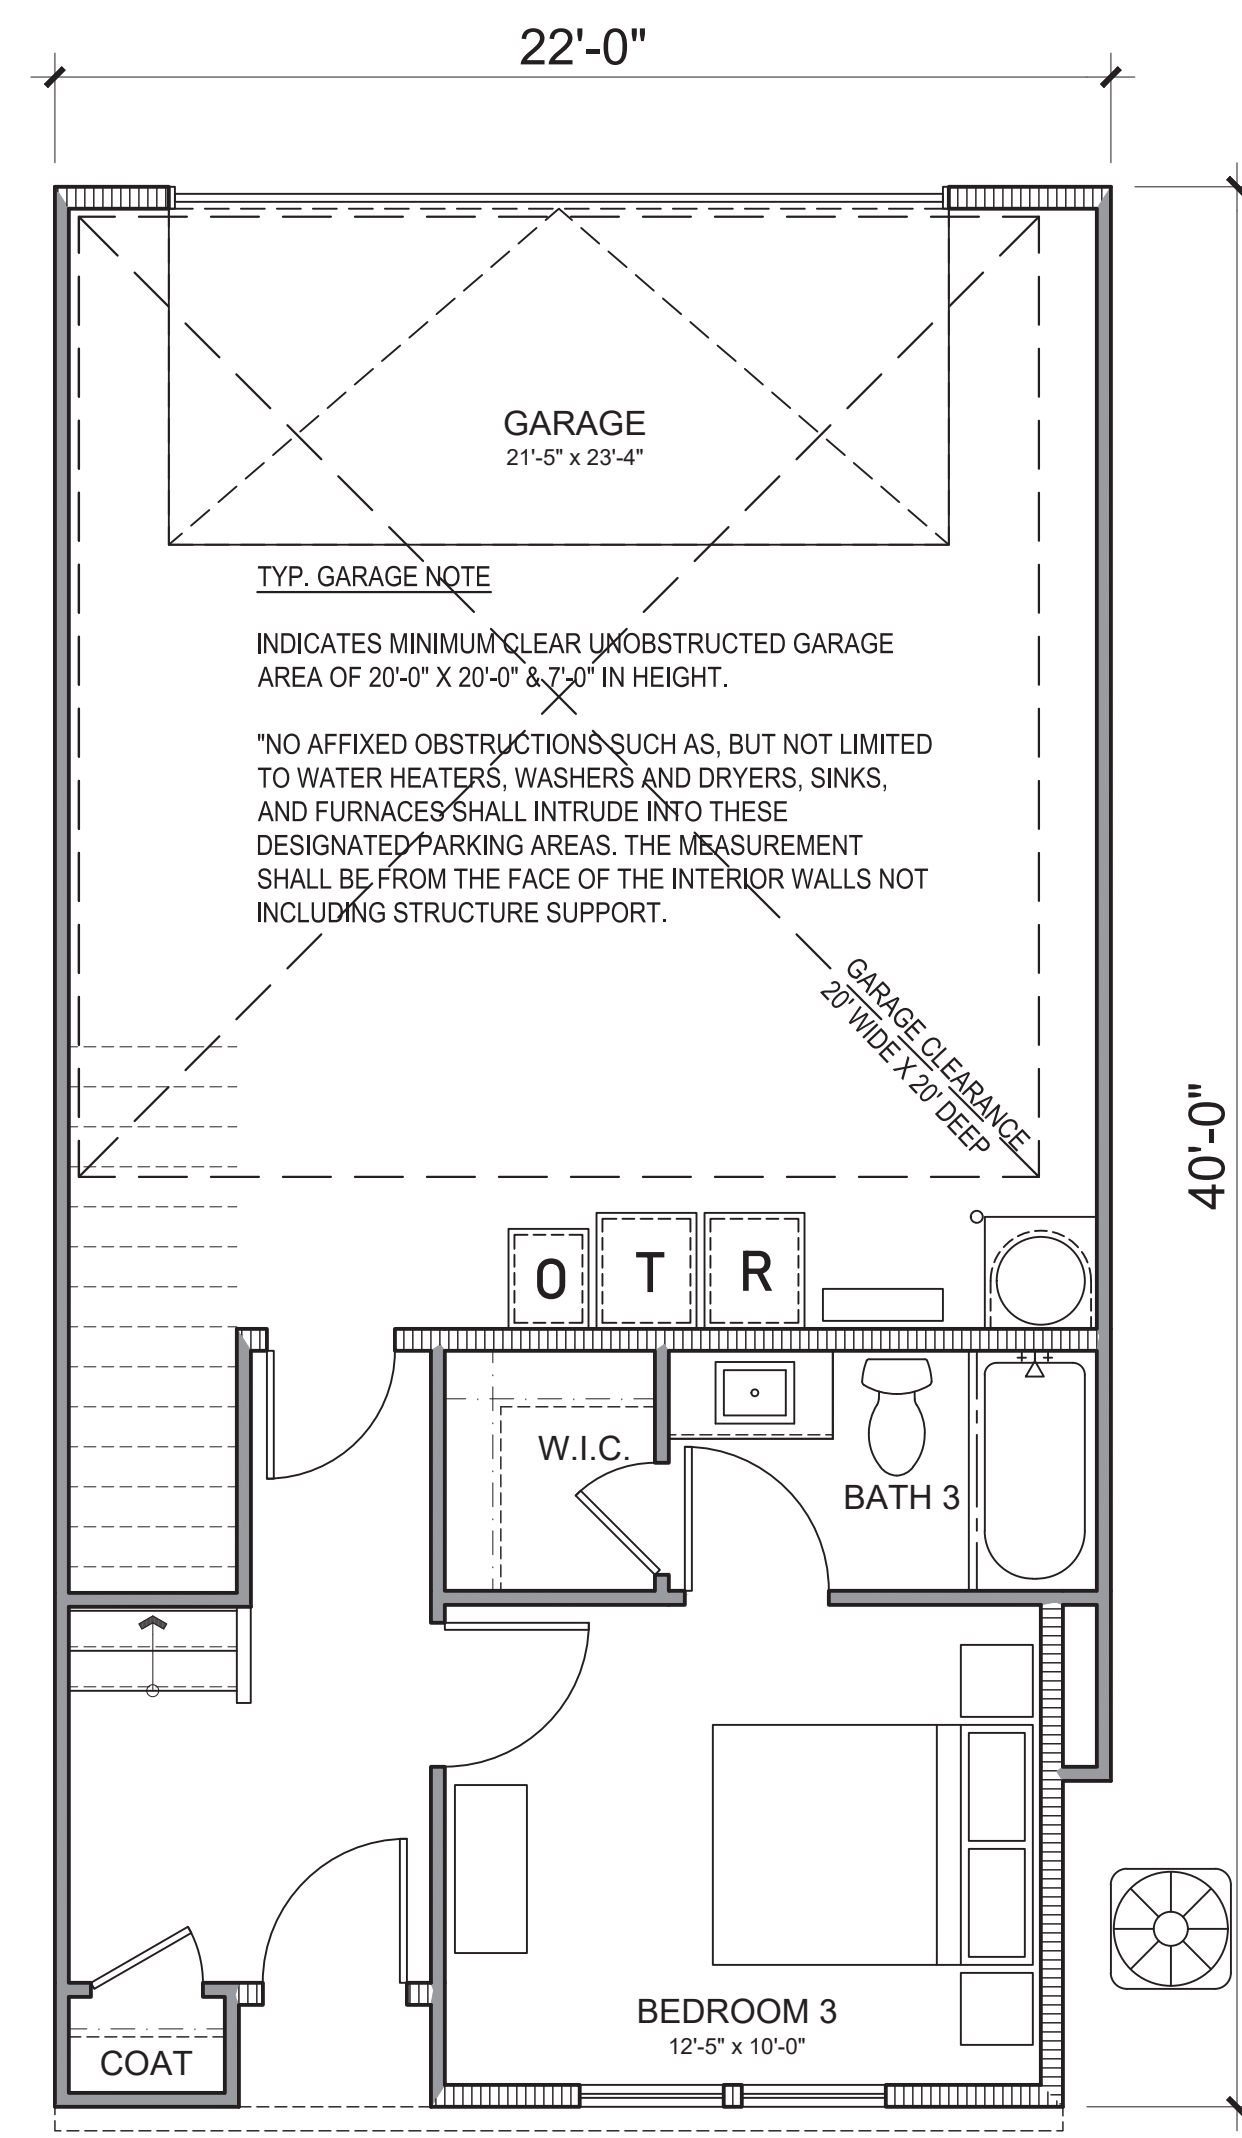 22'-0"
GARAGE
21'-5" x 23'-4"
TYP. GARAGE NOTE
INDICATES MINIMUM CLEAR UNOBSTRUCTED GARAGE
AREA OF 20'-0" X 20'-0" & 7'-0" IN HEIGHT.
"NO AFFIXED OBSTRUCTIONS SUCH AS, BUT NOT LIMITED
TO WATER HEATERS, WASHERS AND DRYERS, SINKS,
AND FURNACES SHALL INTRUDE INTO THESE
DESIGNATED PARKING AREAS. THE MEASUREMENT
SHALL BE FROM THE FACE OF THE INTERIOR WALLS NOT
INCLUDING STRUCTURE SUPPORT.
GARAGE CLEARANCE
20' WIDE X 20' DEEP
40'-0"
O T R
W.I.C.
BATH 3
BEDROOM 3
12'-5" x 10'-0"
COAT